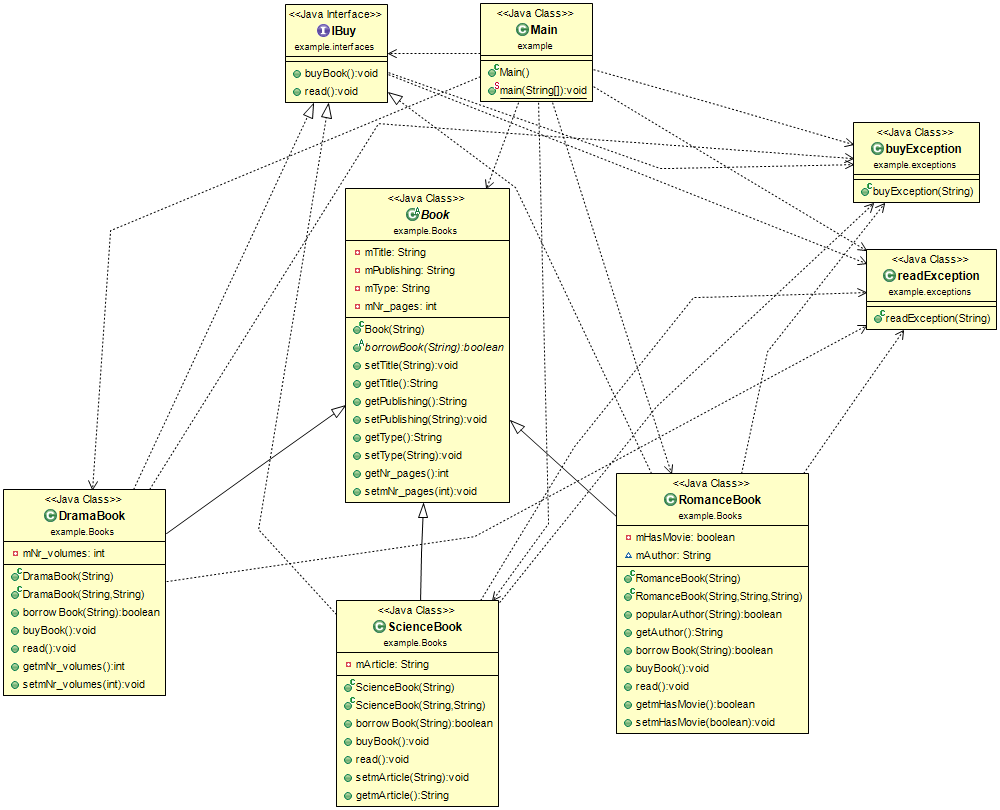 <<Java Interface>>
IBuy
example.interfaces
buyBook():void
read():void
<<Java Class>>
Main
example
Main()
main(String[]):void
<<Java Class>>
buyException
example.exceptions
buyException(String)
<<Java Class>>
Book
example.Books
mTitle: String
mPublishing: String
mType: String
mNr_pages: int
Book(String)
borrowBook(String):boolean
setTitle(String):void
getTitle():String
getPublishing():String
setPublishing(String):void
getType():String
setType(String):void
getNr_pages():int
setmNr_pages(int):void
<<Java Class>>
readException
example.exceptions
readException(String)
<<Java Class>>
DramaBook
example.Books
mNr_volumes: int
DramaBook(String)
DramaBook(String,String)
borrowBook(String):boolean
buyBook():void
read():void
getmNr_volumes():int
setmNr_volumes(int):void
<<Java Class>>
ScienceBook
example.Books
mArticle: String
ScienceBook(String)
ScienceBook(String,String)
borrowBook(String):boolean
buyBook():void
read():void
setmArticle(String):void
getmArticle():String
<<Java Class>>
RomanceBook
example.Books
mHasMovie: boolean
mAuthor: String
RomanceBook(String)
RomanceBook(String,String,String)
popularAuthor(String):boolean
getAuthor():String
borrowBook(String):boolean
buyBook():void
read():void
getmHasMovie():boolean
setmHasMovie(boolean):void